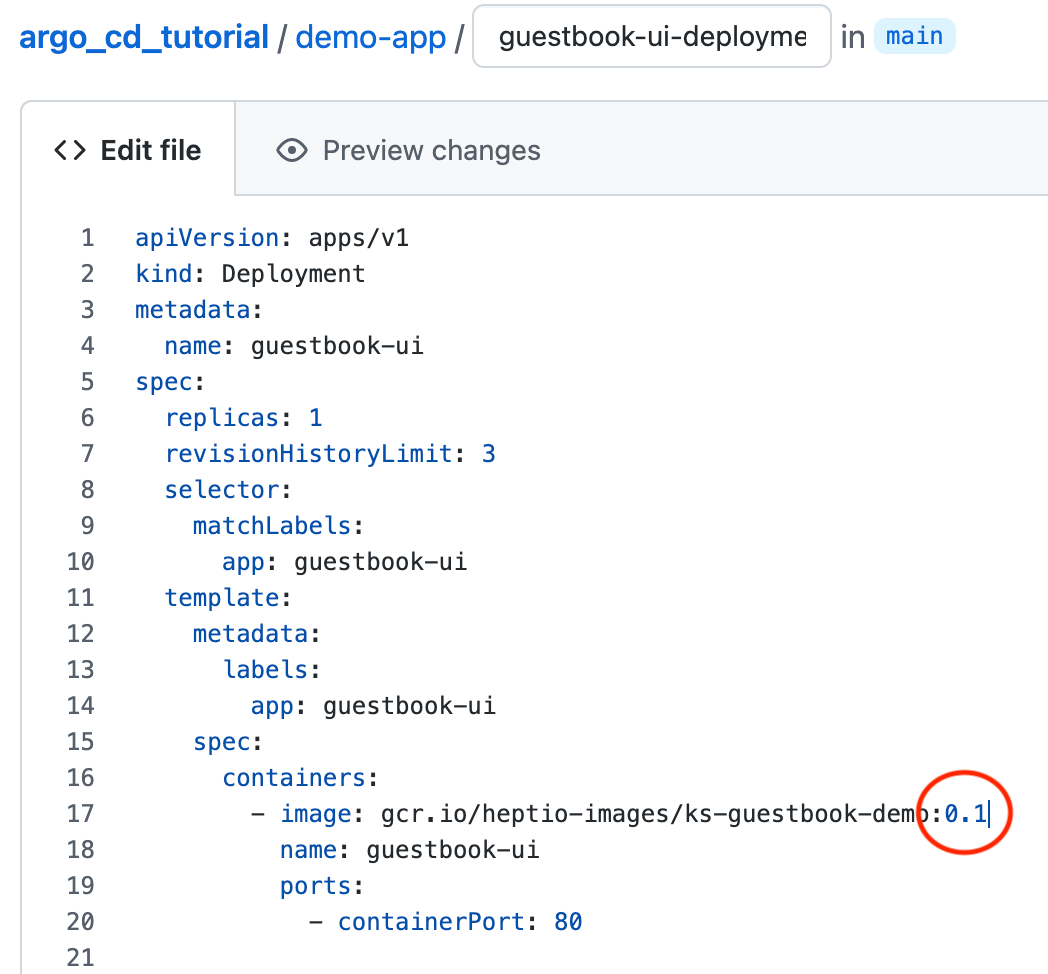 argo_cd_tutorial / demo-app / guestbook-ui-deployme in main
<> Edit file Preview changes
1 apiVersion: apps/v1
2 kind: Deployment
3 metadata:
4   name: guestbook-ui
5 spec:
6   replicas: 1
7   revisionHistoryLimit: 3
8   selector:
9     matchLabels:
10       app: guestbook-ui
11   template:
12     metadata:
13       labels:
14         app: guestbook-ui
15     spec:
16       containers:
17         - image: gcr.io/heptio-images/ks-guestbook-demo:0.1
18           name: guestbook-ui
19           ports:
20             - containerPort: 80
21